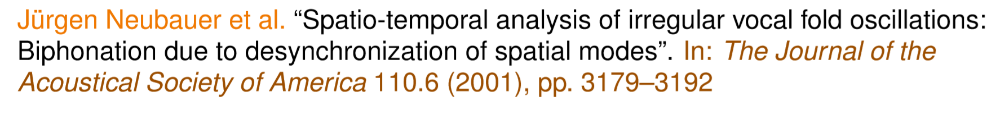 Jürgen Neubauer et al. “Spatio-temporal analysis of irregular vocal fold oscillations:
Biphonation due to desynchronization of spatial modes”. In: The Journal of the
Acoustical Society of America 110.6 (2001), pp. 3179–3192